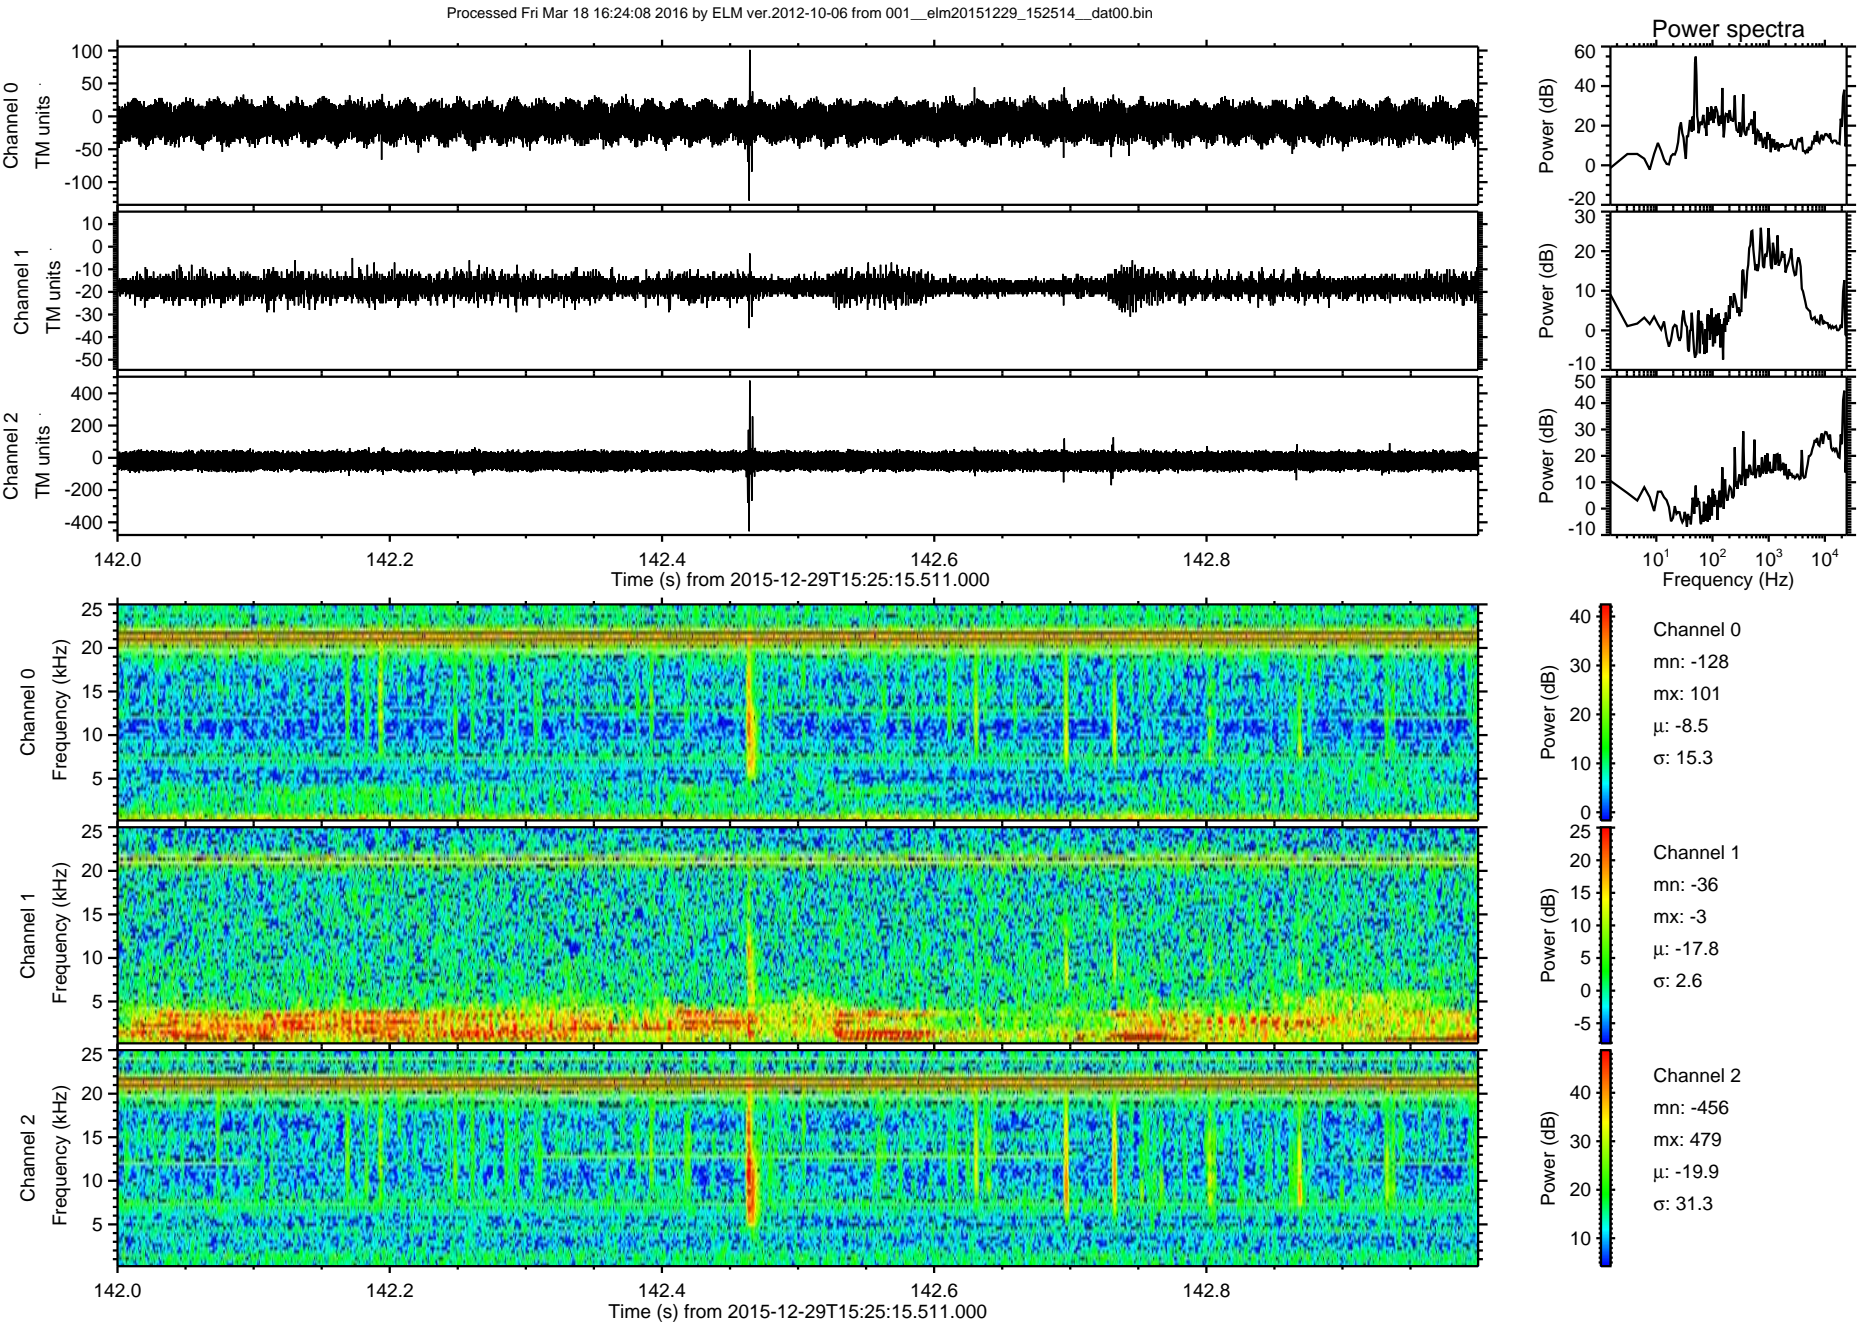 Processed Fri Mar 18 16:24:08 2016 by ELM ver.2012-10-06 from 001__elm20151229_152514__dat00.bin
Power spectra
Channel 0
TM units
100
50
0
-50
-100
Power (dB)
60
40
20
0
-20
Channel 1
TM units
10
0
-10
-20
-30
-40
-50
Power (dB)
30
20
10
0
-10
Channel 2
TM units
400
200
0
-200
-400
Power (dB)
50
40
30
20
10
0
-10
142.0 142.2 142.4 142.6 142.8
Time (s) from 2015-12-29T15:25:15.511.000
10^1 10^2 10^3 10^4
Frequency (Hz)
Channel 0
Frequency (kHz)
25
20
15
10
5
Power (dB)
40
30
20
10
0
Channel 0
mn: -128
mx: 101
μ: -8.5
σ: 15.3
Channel 1
Frequency (kHz)
25
20
15
10
5
Power (dB)
25
20
15
10
5
0
-5
Channel 1
mn: -36
mx: -3
μ: -17.8
σ: 2.6
Channel 2
Frequency (kHz)
25
20
15
10
5
Power (dB)
40
30
20
10
Channel 2
mn: -456
mx: 479
μ: -19.9
σ: 31.3
142.0 142.2 142.4 142.6 142.8
Time (s) from 2015-12-29T15:25:15.511.000